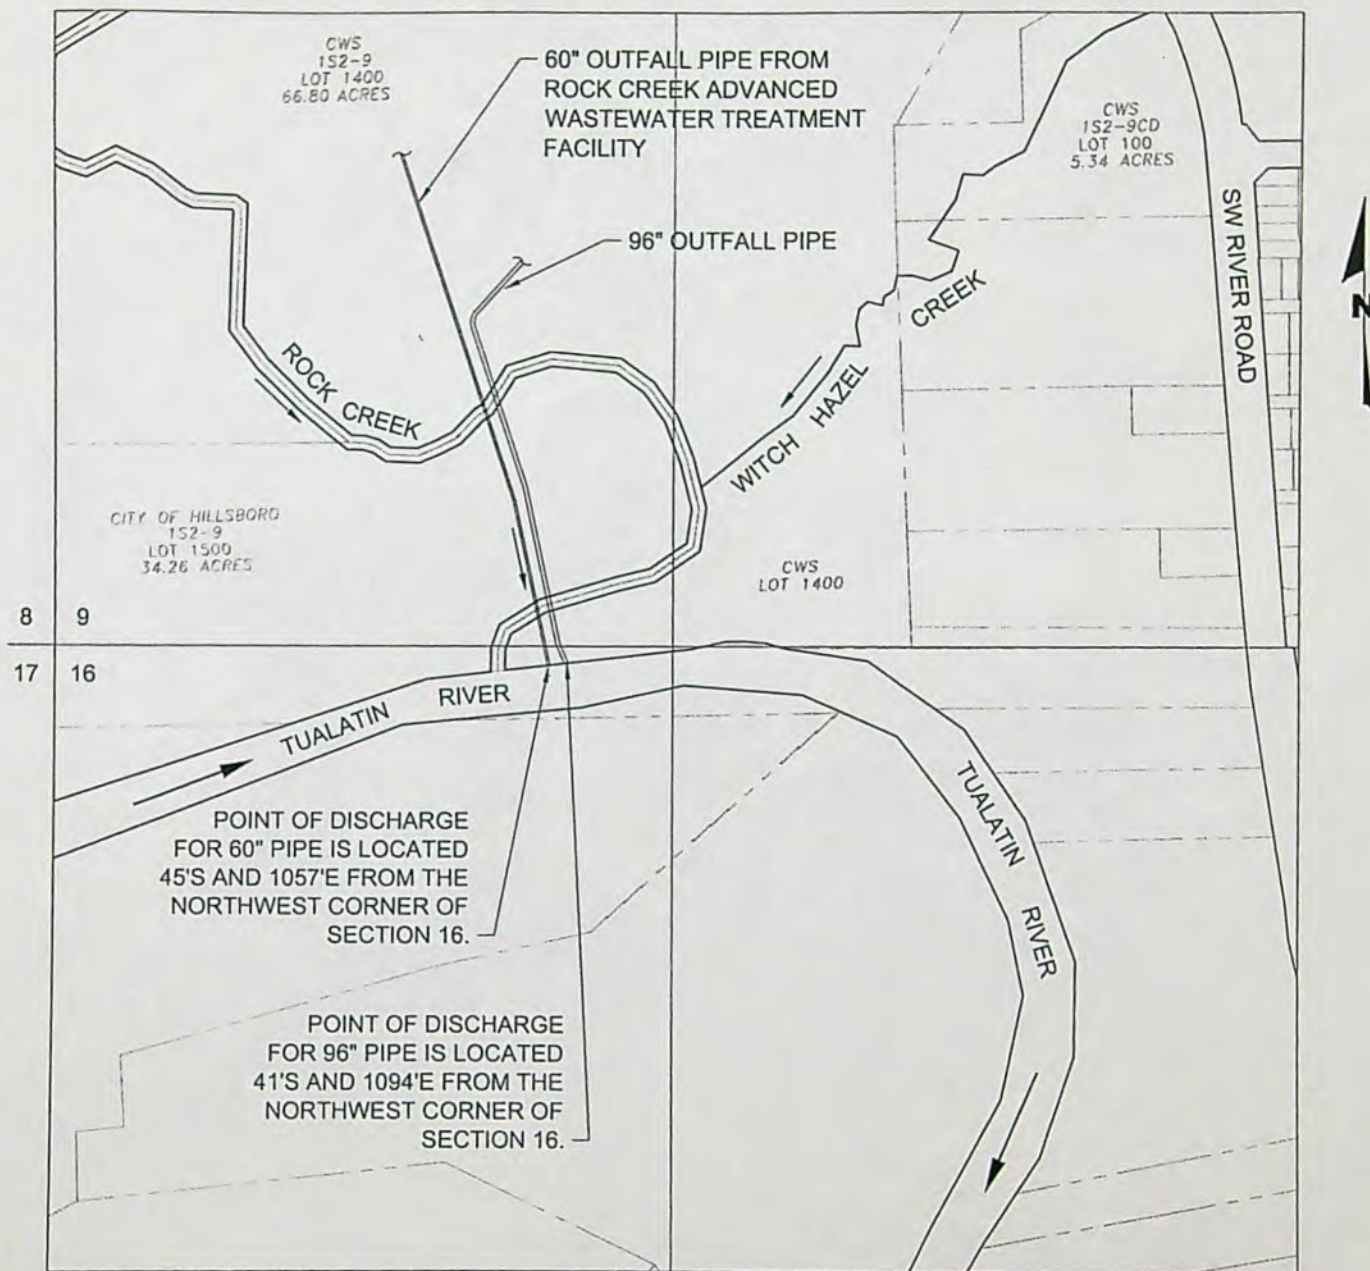 CWS
1S2-9
LOT 1400
66.80 ACRES
60" OUTFALL PIPE FROM
ROCK CREEK ADVANCED
WASTEWATER TREATMENT
FACILITY
CWS
1S2-9CD
LOT 100
5.34 ACRES
96" OUTFALL PIPE
SW RIVER ROAD
N
ROCK CREEK
WITCH HAZEL CREEK
CITY OF HILLSBORO
1S2-9
LOT 1500
34.26 ACRES
CWS
LOT 1400
8 9
17 16
TUALATIN RIVER
TUALATIN RIVER
POINT OF DISCHARGE
FOR 60" PIPE IS LOCATED
45'S AND 1057'E FROM THE
NORTHWEST CORNER OF
SECTION 16.
POINT OF DISCHARGE
FOR 96" PIPE IS LOCATED
41'S AND 1094'E FROM THE
NORTHWEST CORNER OF
SECTION 16.